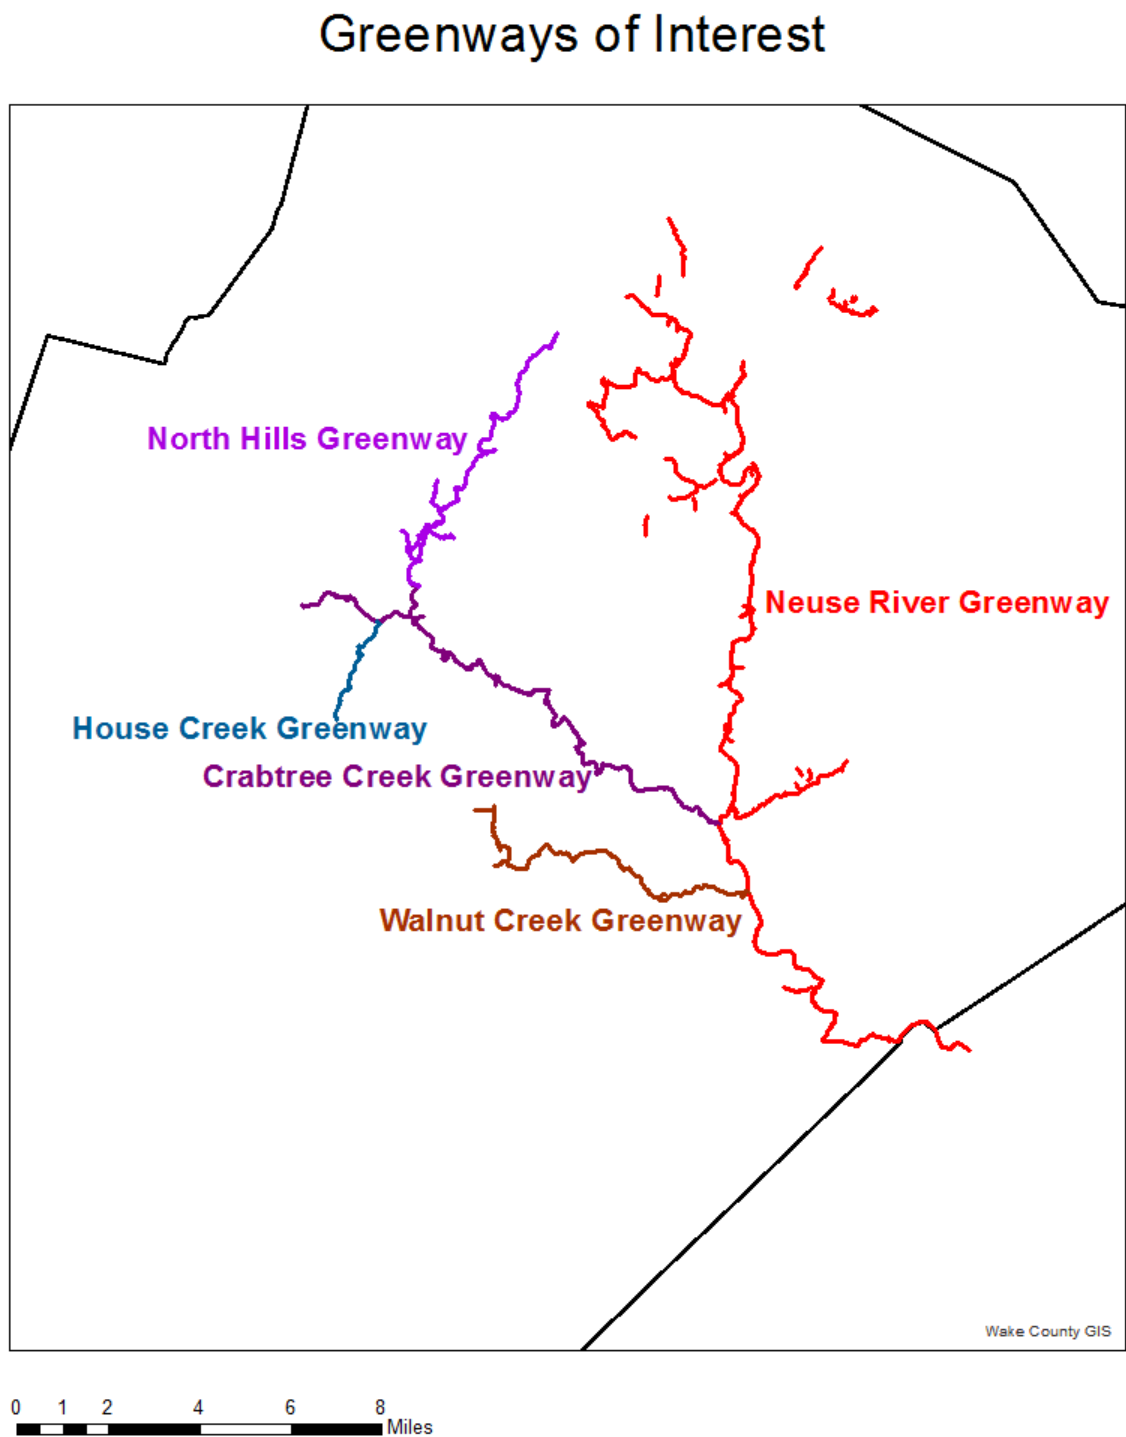 Greenways of Interest
North Hills Greenway
Neuse River Greenway
House Creek Greenway
Crabtree Creek Greenway
Walnut Creek Greenway
Wake County GIS
0 1 2 4 6 8
Miles